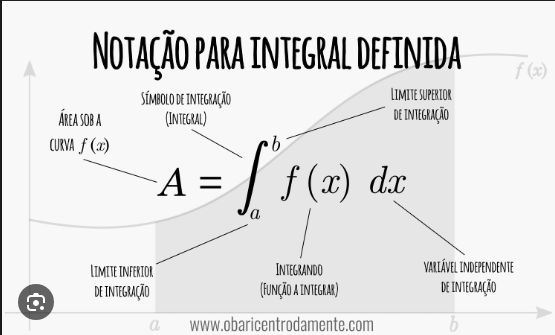 NOTAÇÃO PARA INTEGRAL DEFINIDA
f(x)
SÍMBOLO DE INTEGRAÇÃO
(INTEGRAL)
LIMITE SUPERIOR
DE INTEGRAÇÃO
ÁREA SOB A
CURVA f(x)
A = ∫_a^b f(x) dx
LIMITE INFERIOR
DE INTEGRAÇÃO
INTEGRANDO
(FUNÇÃO A INTEGRAR)
VARIÁVEL INDEPENDENTE
DE INTEGRAÇÃO
a
b
www.obaricentrodamente.com